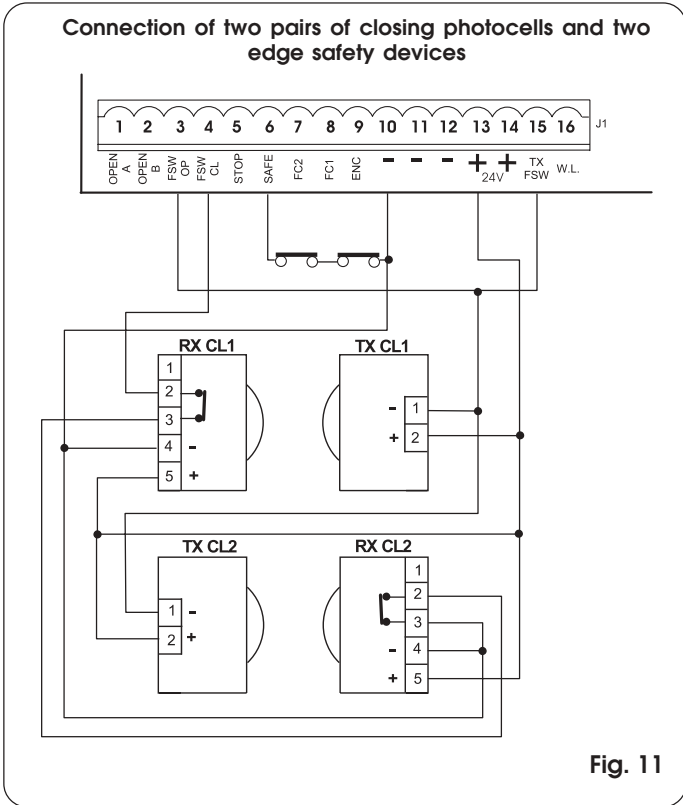 Connection of two pairs of closing photocells and two
edge safety devices
1 2 3 4 5 6 7 8 9 10 11 12 13 14 15 16 J1
OPEN A OPEN B FSW OP FSW CL STOP SAFE FC2 FC1 ENC - - - + 24V + TX FSW W.L.
RX CL1 TX CL1
1
2
3
4 -
5 +
- 1
+ 2
TX CL2 RX CL2
1 -
2 +
1
2
3
- 4
+ 5
Fig. 11